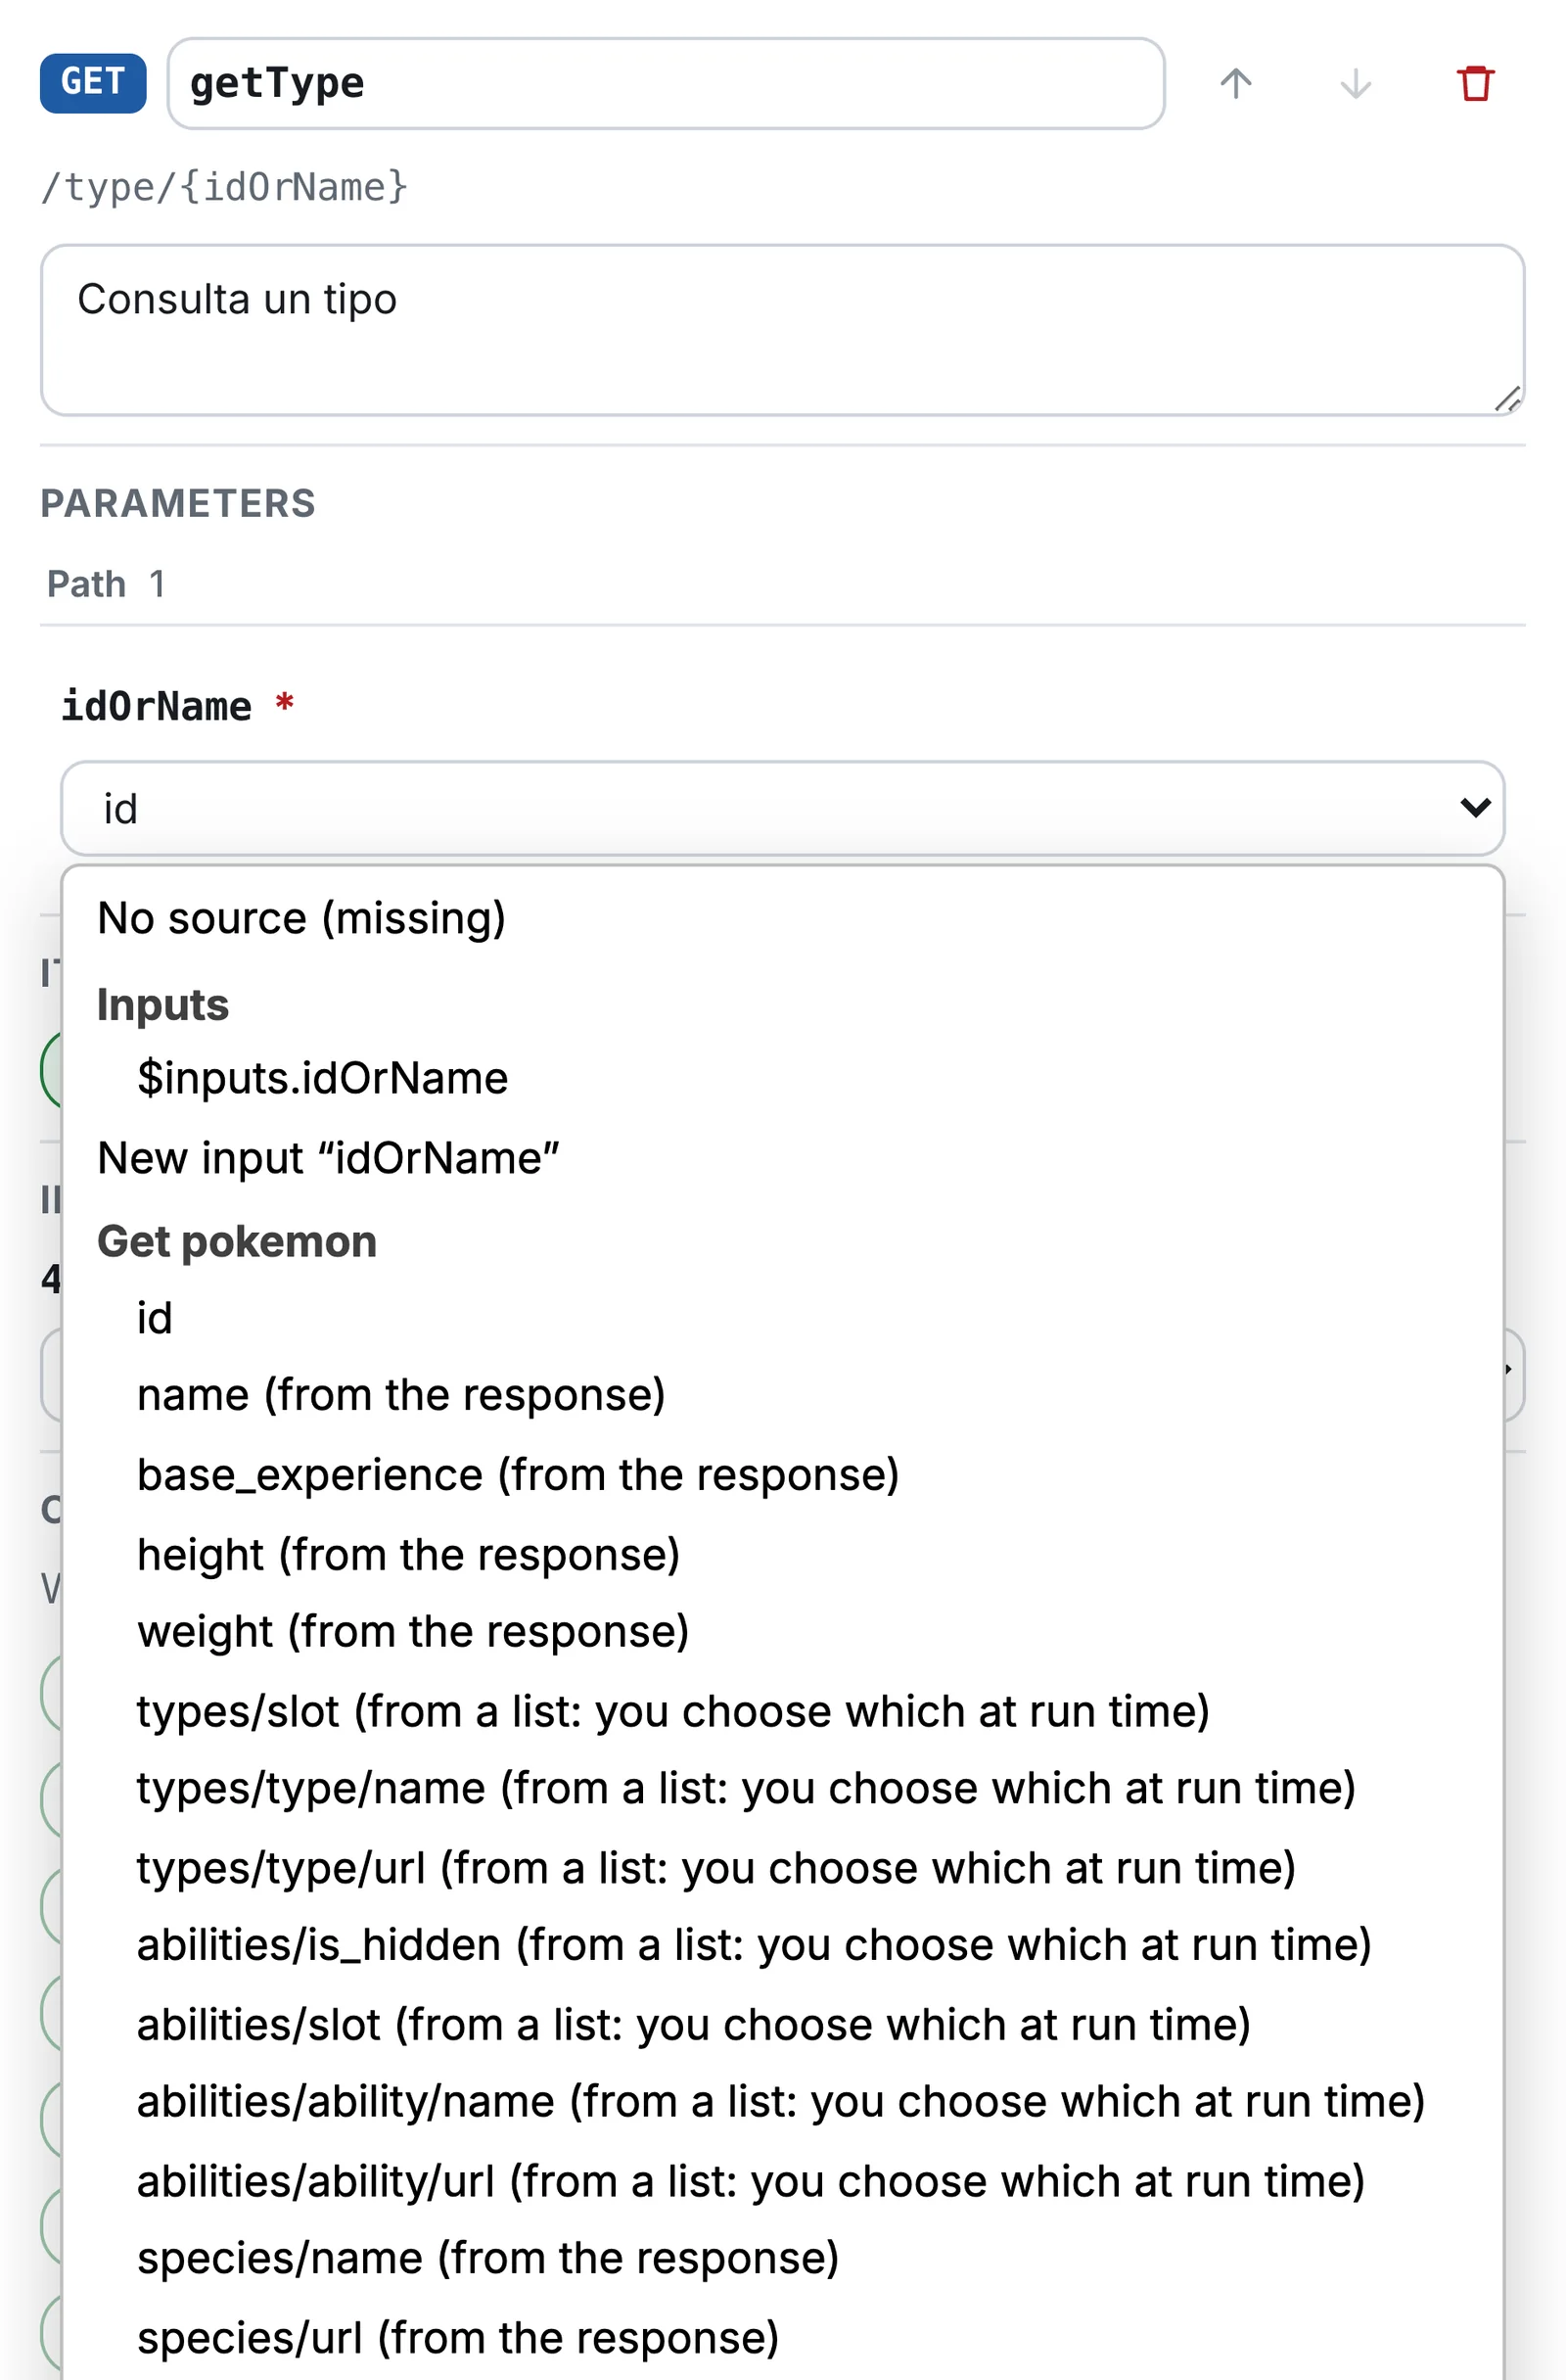 GET getType
/type/{idOrName}
Consulta un tipo
PARAMETERS
Path 1
idOrName *
id
No source (missing)
Inputs
$inputs.idOrName
New input “idOrName”
Get pokemon
id
name (from the response)
base_experience (from the response)
height (from the response)
weight (from the response)
types/slot (from a list: you choose which at run time)
types/type/name (from a list: you choose which at run time)
types/type/url (from a list: you choose which at run time)
abilities/is_hidden (from a list: you choose which at run time)
abilities/slot (from a list: you choose which at run time)
abilities/ability/name (from a list: you choose which at run time)
abilities/ability/url (from a list: you choose which at run time)
species/name (from the response)
species/url (from the response)